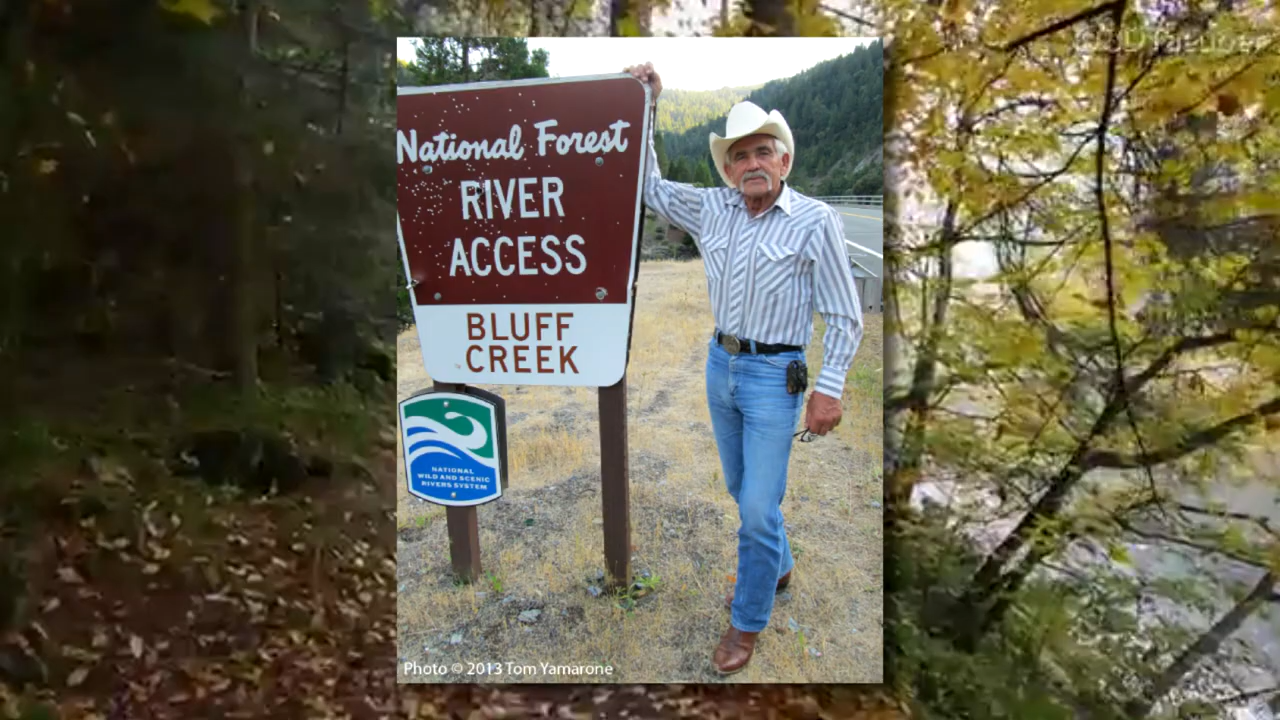 National Forest
RIVER
ACCESS
BLUFF
CREEK
NATIONAL
WILD AND SCENIC
RIVERS SYSTEM
Photo © 2013 Tom Yamarone